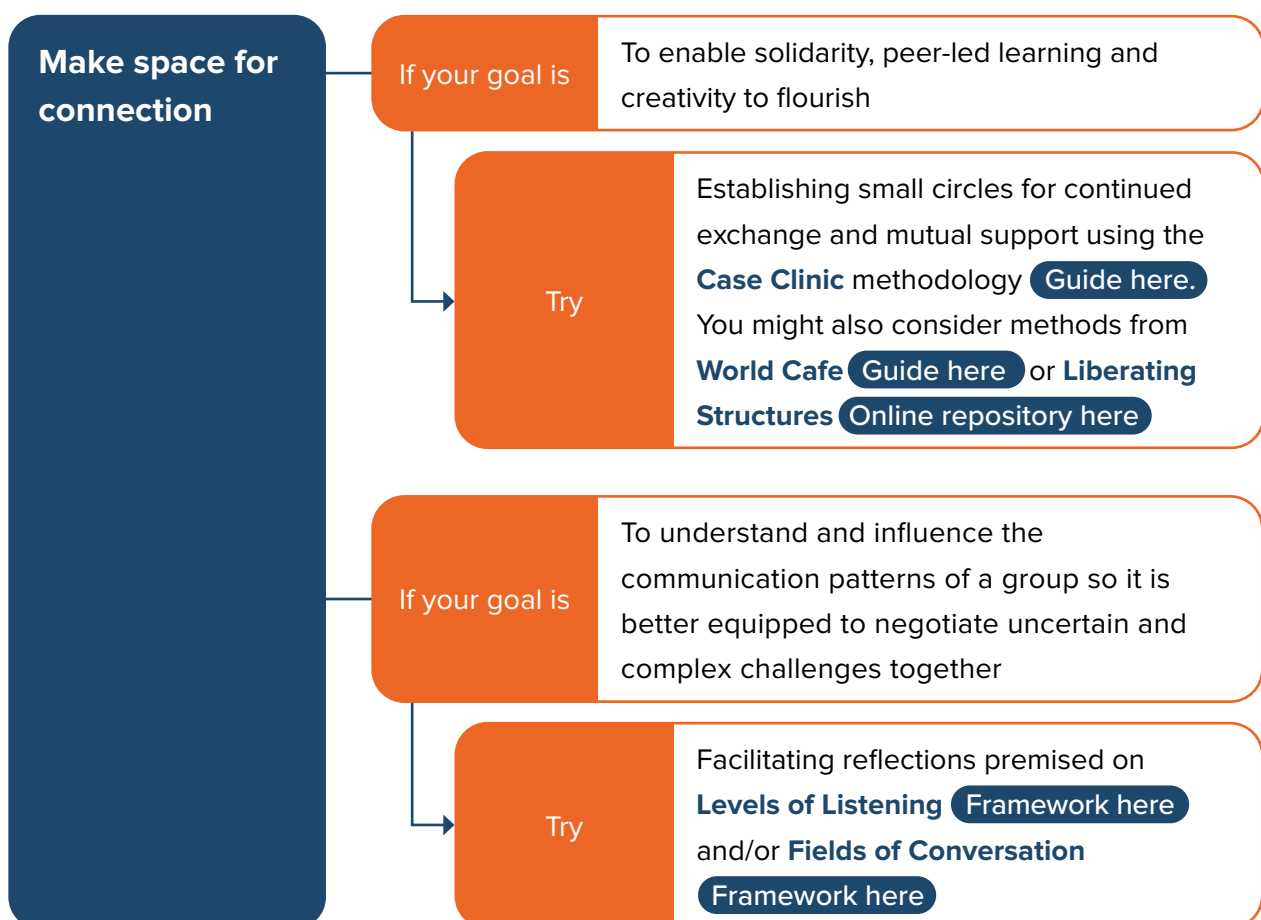 Make space for
connection
If your goal is
To enable solidarity, peer-led learning and
creativity to flourish
Try
Establishing small circles for continued
exchange and mutual support using the
Case Clinic methodology Guide here.
You might also consider methods from
World Cafe Guide here or Liberating
Structures Online repository here
If your goal is
To understand and influence the
communication patterns of a group so it is
better equipped to negotiate uncertain and
complex challenges together
Try
Facilitating reflections premised on
Levels of Listening Framework here
and/or Fields of Conversation
Framework here